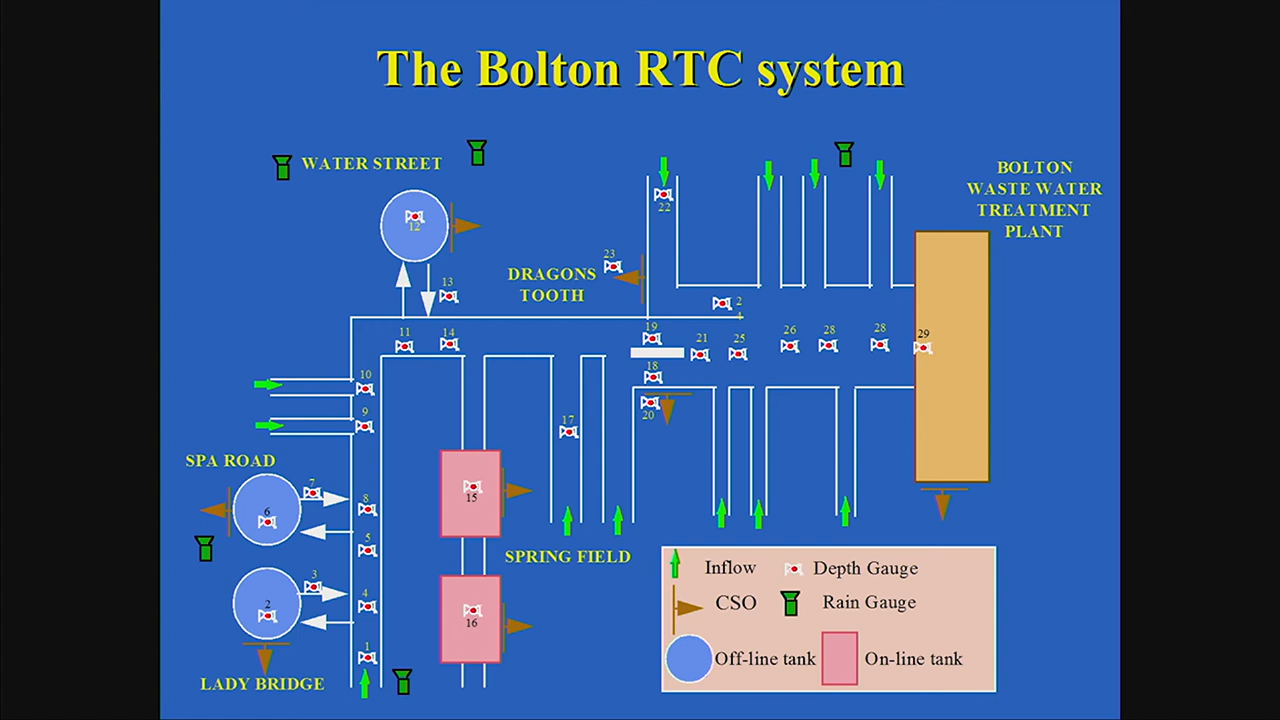 The Bolton RTC system
WATER STREET
BOLTON
WASTE WATER
TREATMENT
PLANT
12
22
23
DRAGONS
TOOTH
13
2
4
11
14
19
21
25
26
28
28
29
10
18
9
20
17
SPA ROAD
7
8
6
15
5
SPRING FIELD
3
4
2
16
1
LADY BRIDGE
Inflow
Depth Gauge
CSO
Rain Gauge
Off-line tank
On-line tank